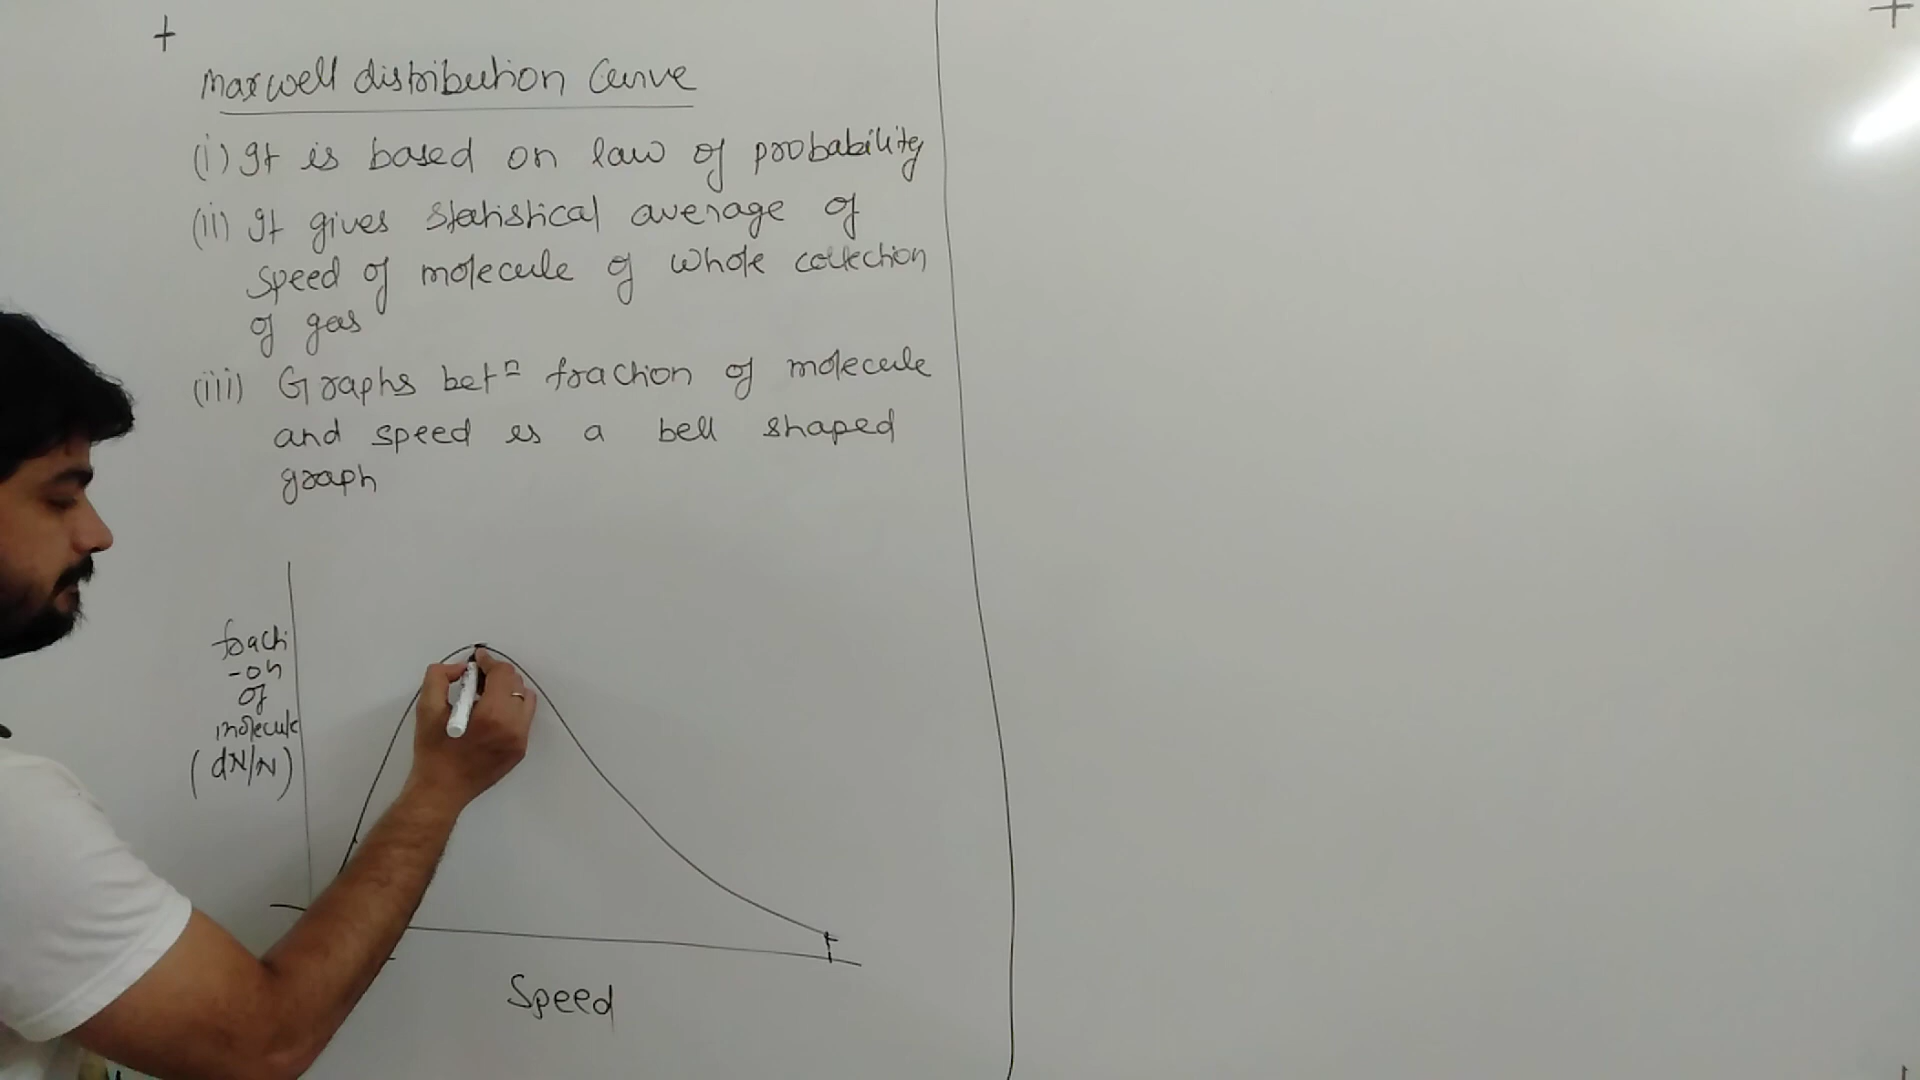 Maxwell distribution Curve
(i) It is based on law of probability
(ii) It gives statistical average of
speed of molecule of whole collection
of gas
(iii) Graphs betⁿ fraction of molecule
and speed is a bell shaped
graph
fracti
-on
of
molecule
(dN/N)
Speed